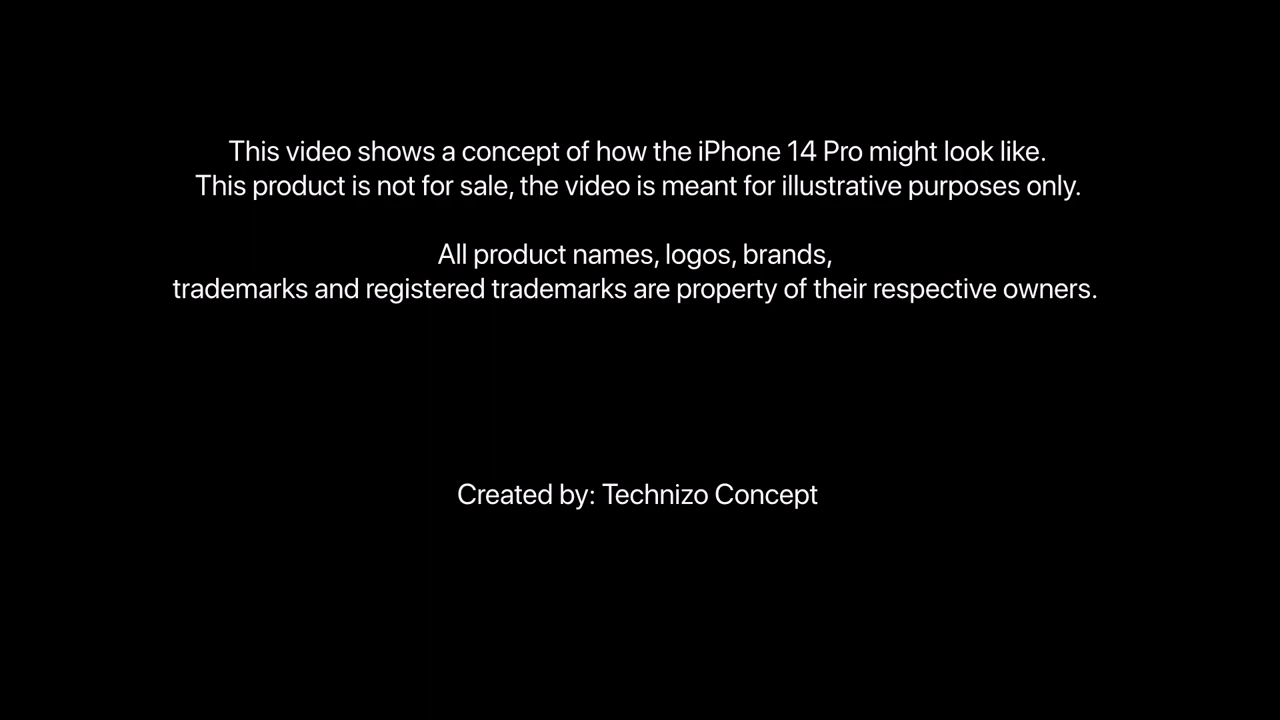 This video shows a concept of how the iPhone 14 Pro might look like.
This product is not for sale, the video is meant for illustrative purposes only.
All product names, logos, brands,
trademarks and registered trademarks are property of their respective owners.
Created by: Technizo Concept